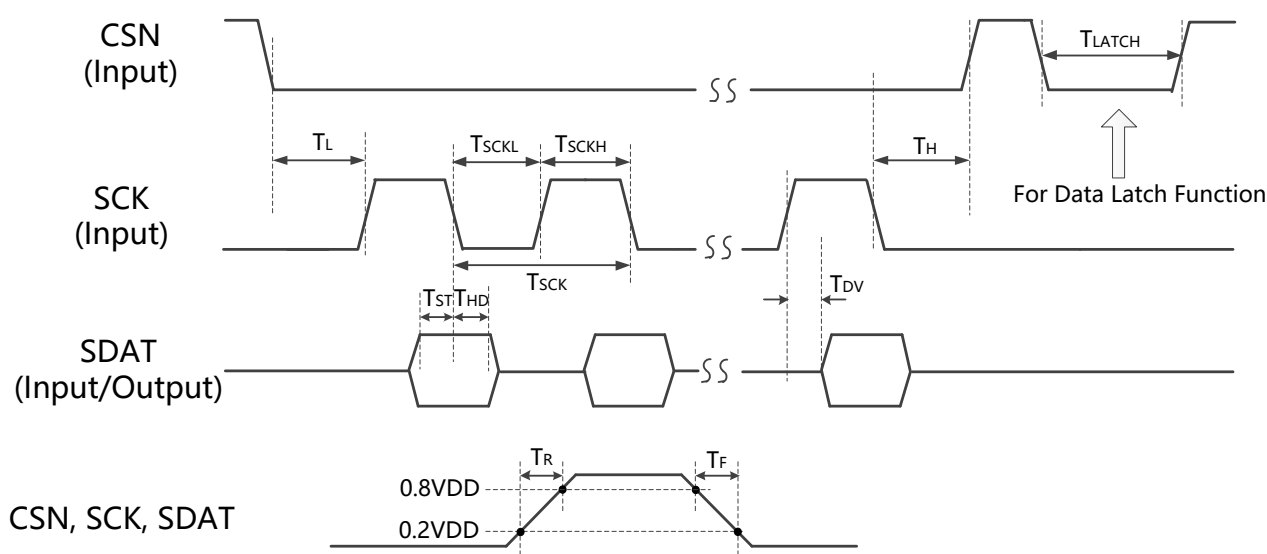 CSN
(Input)
TLATCH
TL
TSCKL
TSCKH
TH
For Data Latch Function
SCK
(Input)
TSCK
TDV
TST
THD
SDAT
(Input/Output)
TR
TF
0.8VDD
0.2VDD
CSN, SCK, SDAT